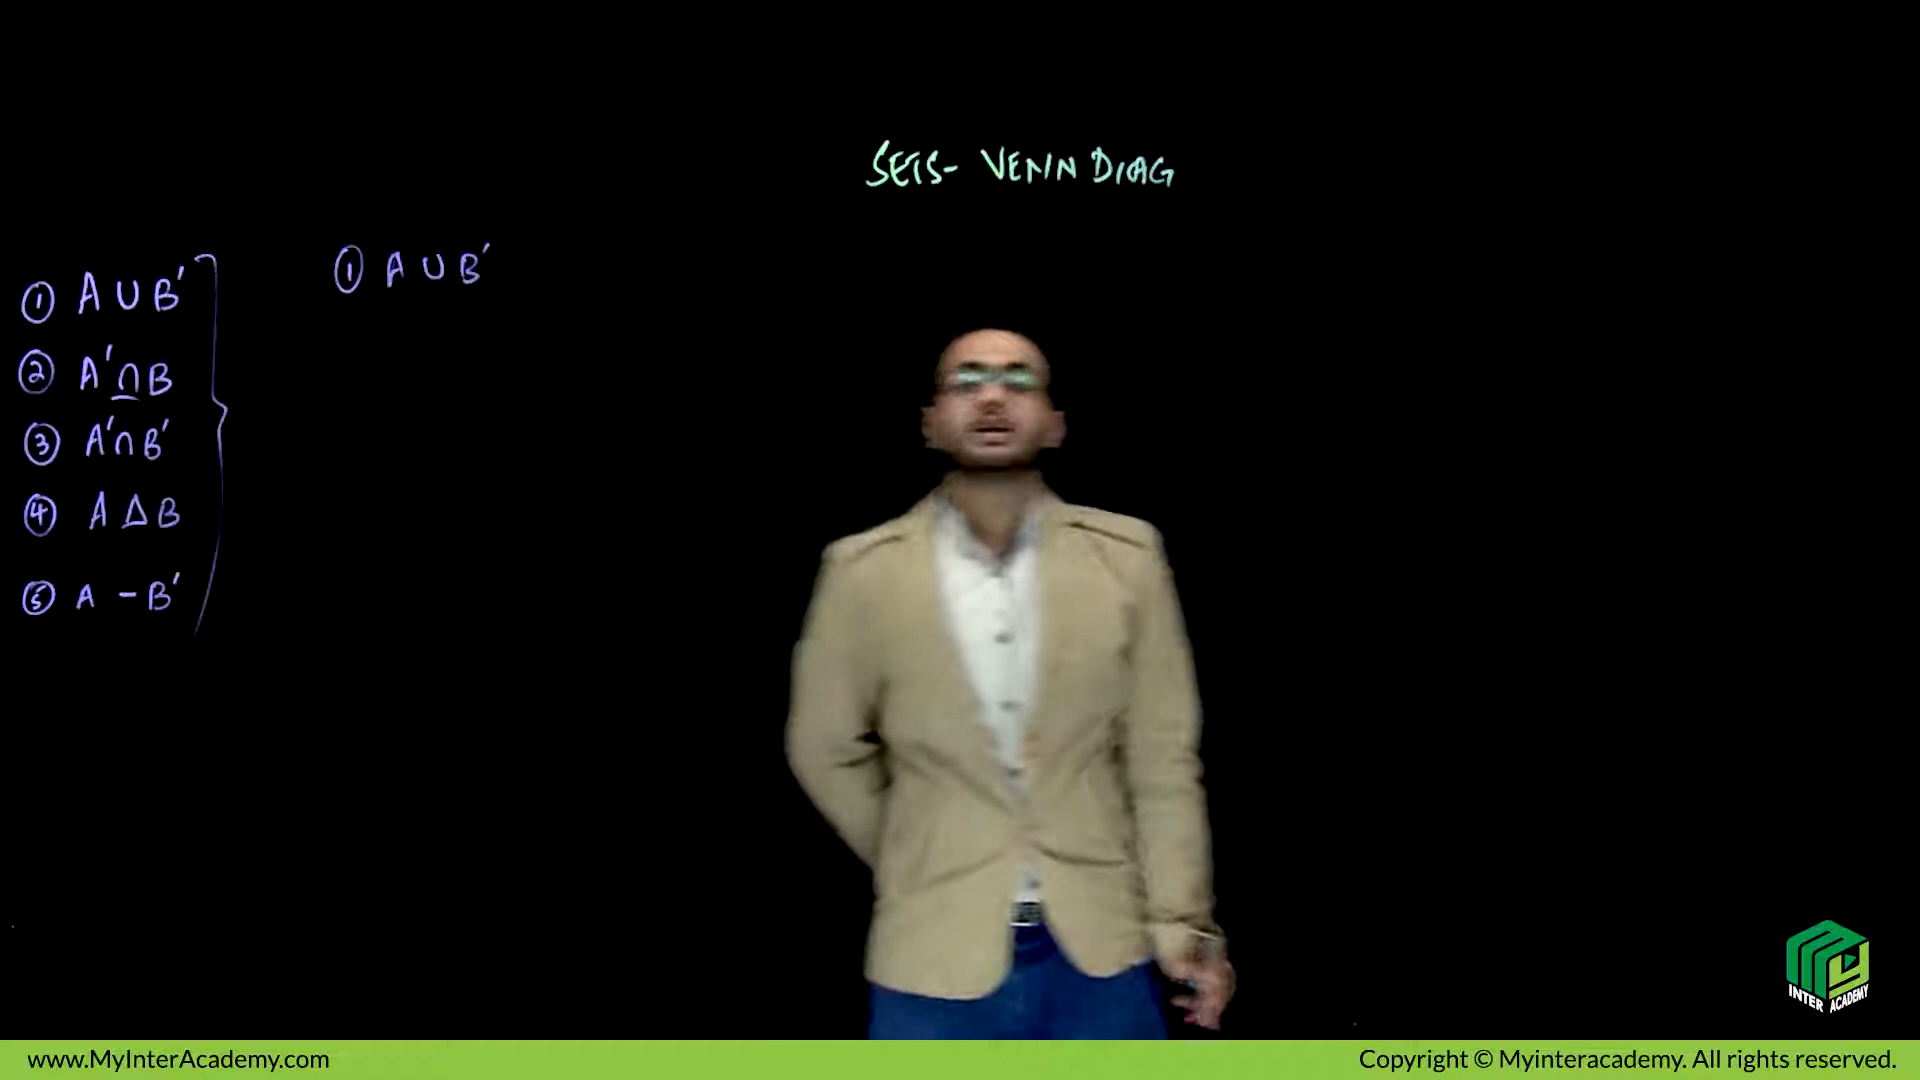 SETS- VENN DIAG
① A ∪ B′
② A′ ∩ B
③ A′ ∩ B′
④ A Δ B
⑤ A - B′
① A ∪ B′
INTER ACADEMY
www.MyInterAcademy.com
Copyright © Myinteracademy. All rights reserved.